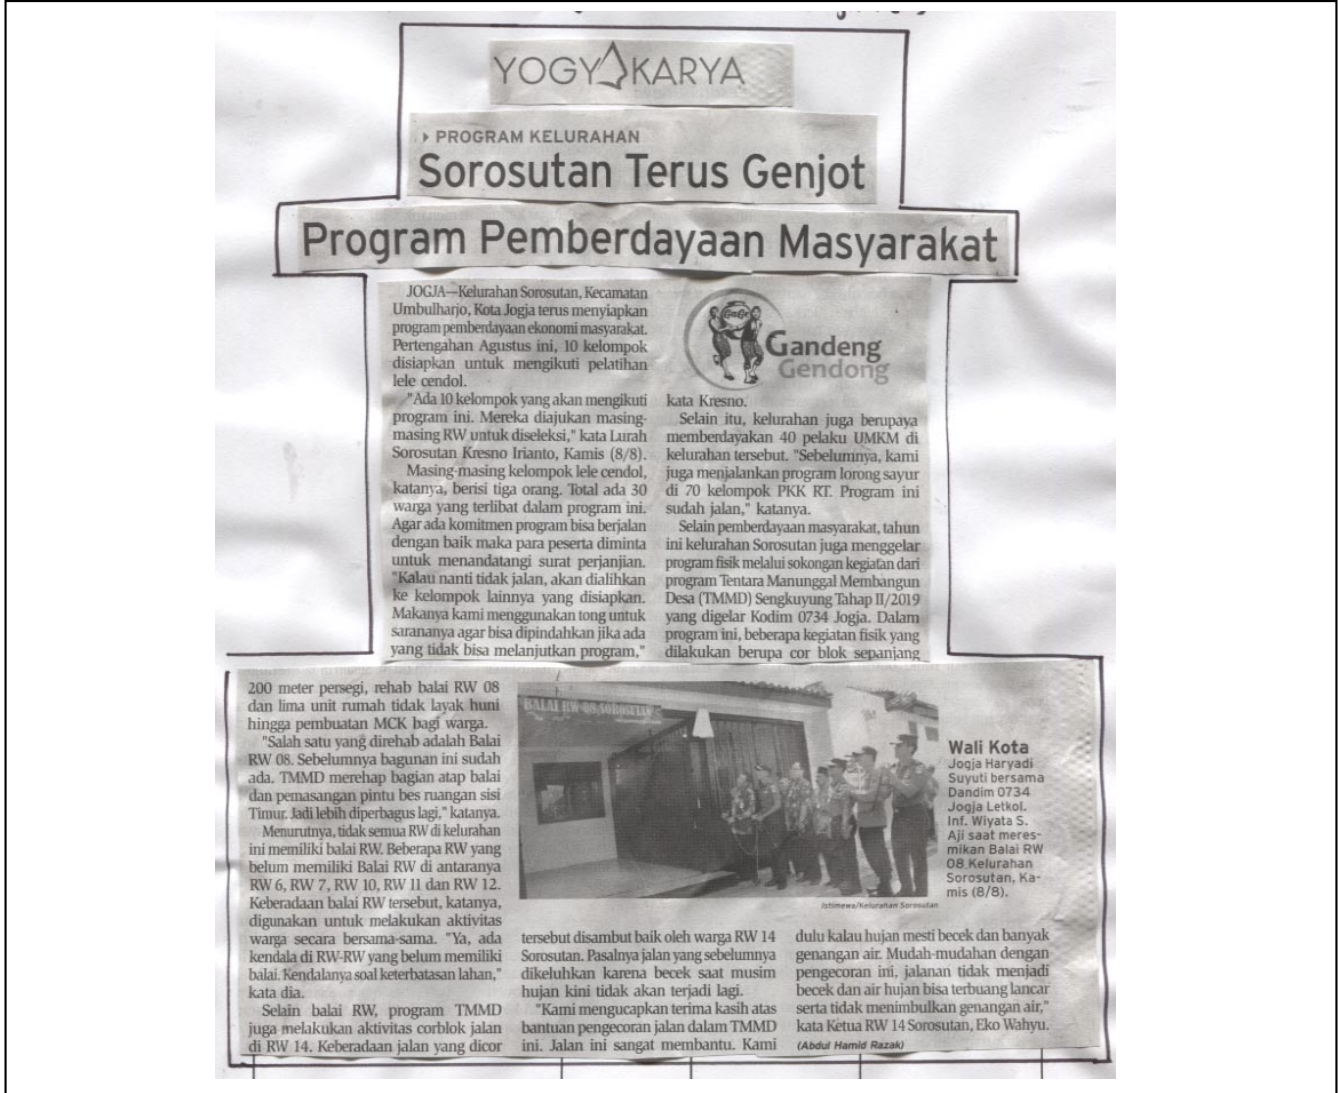 YOGYAKARYA
PROGRAM KELURAHAN
Sorosutan Terus Genjot
Program Pemberdayaan Masyarakat
JOGJA—Kelurahan Sorosutan, Kecamatan
Umbulharjo, Kota Jogja terus menyiapkan
program pemberdayaan ekonomi masyarakat.
Pertengahan Agustus ini, 10 kelompok
disiapkan untuk mengikuti pelatihan
lele cendol.
"Ada 10 kelompok yang akan mengikuti
program ini. Mereka diajukan masing-
masing RW untuk diseleksi," kata Lurah
Sorosutan Kresno Irianto, Kamis (8/8).
Masing-masing kelompok lele cendol,
katanya, berisi tiga orang. Total ada 30
warga yang terlibat dalam program ini.
Agar ada komitmen program bisa berjalan
dengan baik maka para peserta diminta
untuk menandatangi surat perjanjian.
"Kalau nanti tidak jalan, akan dialihkan
ke kelompok lainnya yang disiapkan.
Makanya kami menggunakan tong untuk
sarananya agar bisa dipindahkan jika ada
yang tidak bisa melanjutkan program,"
GaGe
Gandeng
Gendong
kata Kresno.
Selain itu, kelurahan juga berupaya
memberdayakan 40 pelaku UMKM di
kelurahan tersebut. "Sebelumnya, kami
juga menjalankan program lorong sayur
di 70 kelompok PKK RT. Program ini
sudah jalan," katanya.
Selain pemberdayaan masyarakat, tahun
ini kelurahan Sorosutan juga menggelar
program fisik melalui sokongan kegiatan dari
program Tentara Manunggal Membangun
Desa (TMMD) Sengkuyung Tahap II/2019
yang digelar Kodim 0734 Jogja. Dalam
program ini, beberapa kegiatan fisik yang
dilakukan berupa cor blok sepanjang
200 meter persegi, rehab balai RW 08
dan lima unit rumah tidak layak huni
hingga pembuatan MCK bagi warga.
"Salah satu yang direhab adalah Balai
RW 08. Sebelumnya bagunan ini sudah
ada. TMMD merehap bagian atap balai
dan pemasangan pintu bes ruangan sisi
Timur. Jadi lebih diperbagus lagi," katanya.
Menurutnya, tidak semua RW di kelurahan
ini memiliki balai RW. Beberapa RW yang
belum memiliki Balai RW di antaranya
RW 6, RW 7, RW 10, RW 11 dan RW 12.
Keberadaan balai RW tersebut, katanya,
digunakan untuk melakukan aktivitas
warga secara bersama-sama. "Ya, ada
kendala di RW-RW yang belum memiliki
balai. Kendalanya soal keterbatasan lahan,"
kata dia.
Selain balai RW, program TMMD
juga melakukan aktivitas corblok jalan
di RW 14. Keberadaan jalan yang dicor
BALAI RW 08 SOROSUTAN
Istimewa/Kelurahan Sorosutan
Wali Kota
Jogja Haryadi
Suyuti bersama
Dandim 0734
Jogja Letkol.
Inf. Wiyata S.
Aji saat meres-
mikan Balai RW
08 Kelurahan
Sorosutan, Ka-
mis (8/8).
tersebut disambut baik oleh warga RW 14
Sorosutan. Pasalnya jalan yang sebelumnya
dikeluhkan karena becek saat musim
hujan kini tidak akan terjadi lagi.
"Kami mengucapkan terima kasih atas
bantuan pengecoran jalan dalam TMMD
ini. Jalan ini sangat membantu. Kami
dulu kalau hujan mesti becek dan banyak
genangan air. Mudah-mudahan dengan
pengecoran ini, jalanan tidak menjadi
becek dan air hujan bisa terbuang lancar
serta tidak menimbulkan genangan air,"
kata Ketua RW 14 Sorosutan, Eko Wahyu.
(Abdul Hamid Razak)